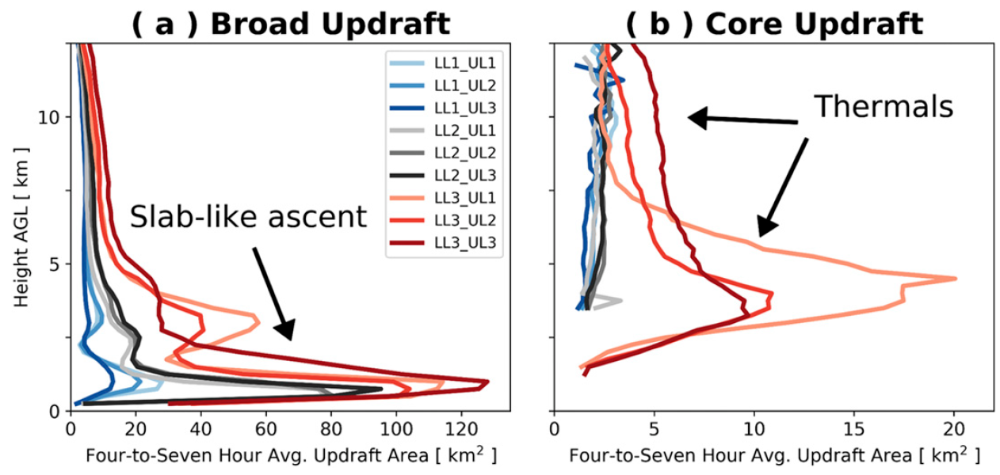 ( a ) Broad Updraft
( b ) Core Updraft
LL1_UL1
LL1_UL2
LL1_UL3
LL2_UL1
LL2_UL2
LL2_UL3
LL3_UL1
LL3_UL2
LL3_UL3
Slab-like ascent
Thermals
Height AGL [ km ]
10
5
0
0 20 40 60 80 100 120
0 5 10 15 20
Four-to-Seven Hour Avg. Updraft Area [ km² ]
Four-to-Seven Hour Avg. Updraft Area [ km² ]